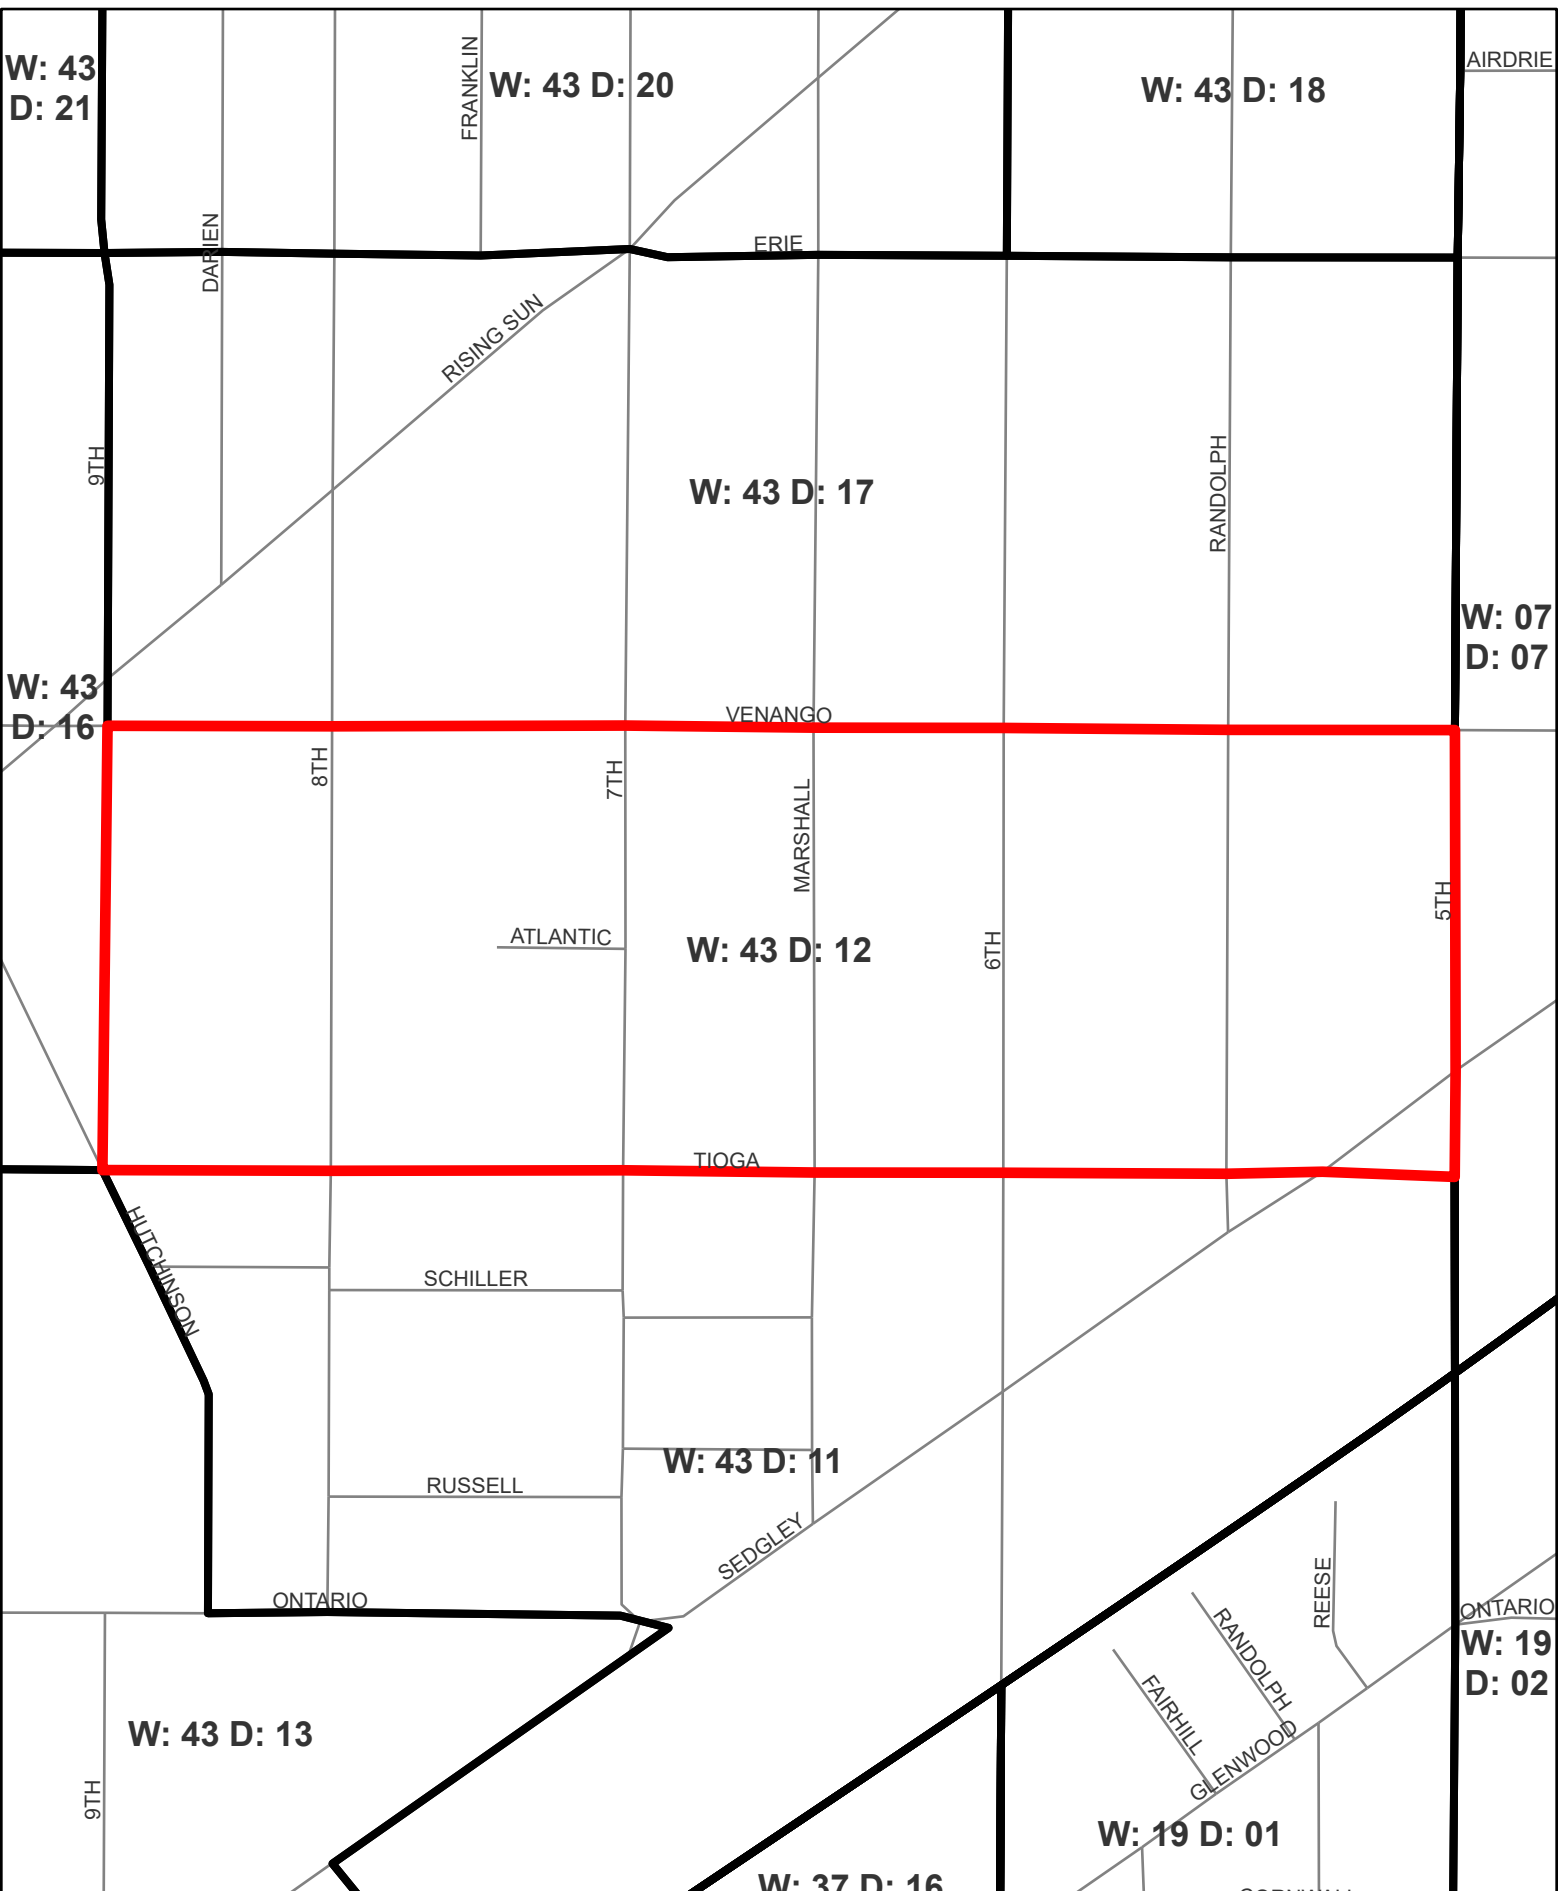 W: 43
D: 21
FRANKLIN
W: 43 D: 20
W: 43 D: 18
AIRDRIE
DARIEN
ERIE
RISING SUN
9TH
W: 43 D: 17
RANDOLPH
W: 07
D: 07
W: 43
D: 16
VENANGO
8TH
7TH
MARSHALL
5TH
ATLANTIC
W: 43 D: 12
6TH
TIOGA
HUTCHINSON
SCHILLER
W: 43 D: 11
RUSSELL
SEDGLEY
ONTARIO
REESE
RANDOLPH
FAIRHILL
ONTARIO
W: 19
D: 02
W: 43 D: 13
GLENWOOD
9TH
W: 19 D: 01
W: 37 D: 16